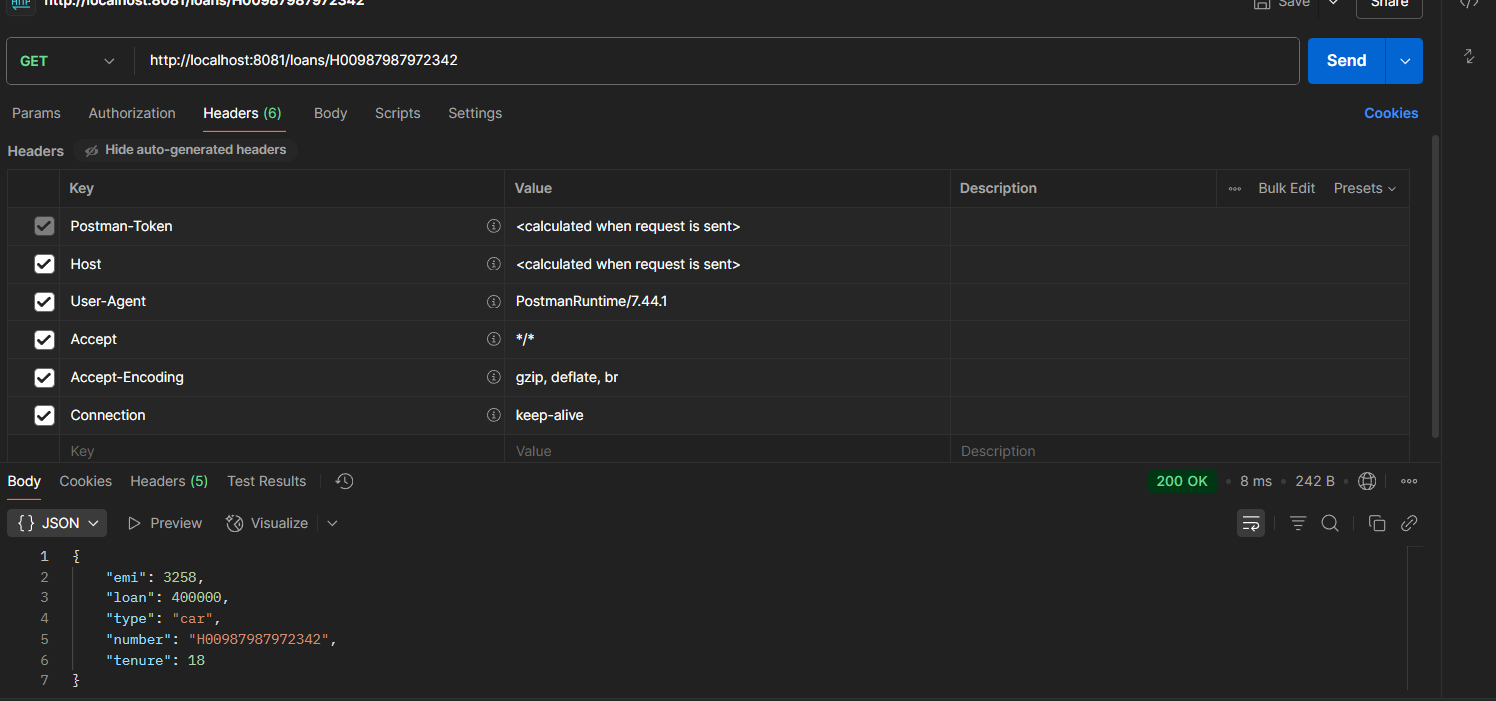 HTTP http://localhost:8081/loans/H00987987972342 Save Share
GET http://localhost:8081/loans/H00987987972342 Send
Params Authorization Headers (6) Body Scripts Settings Cookies
Headers Hide auto-generated headers
Key Value Description Bulk Edit Presets
Postman-Token <calculated when request is sent>
Host <calculated when request is sent>
User-Agent PostmanRuntime/7.44.1
Accept */*
Accept-Encoding gzip, deflate, br
Connection keep-alive
Key Value Description
Body Cookies Headers (5) Test Results 200 OK 8 ms 242 B
{} JSON Preview Visualize
1 {
2 "emi": 3258,
3 "loan": 400000,
4 "type": "car",
5 "number": "H00987987972342",
6 "tenure": 18
7 }